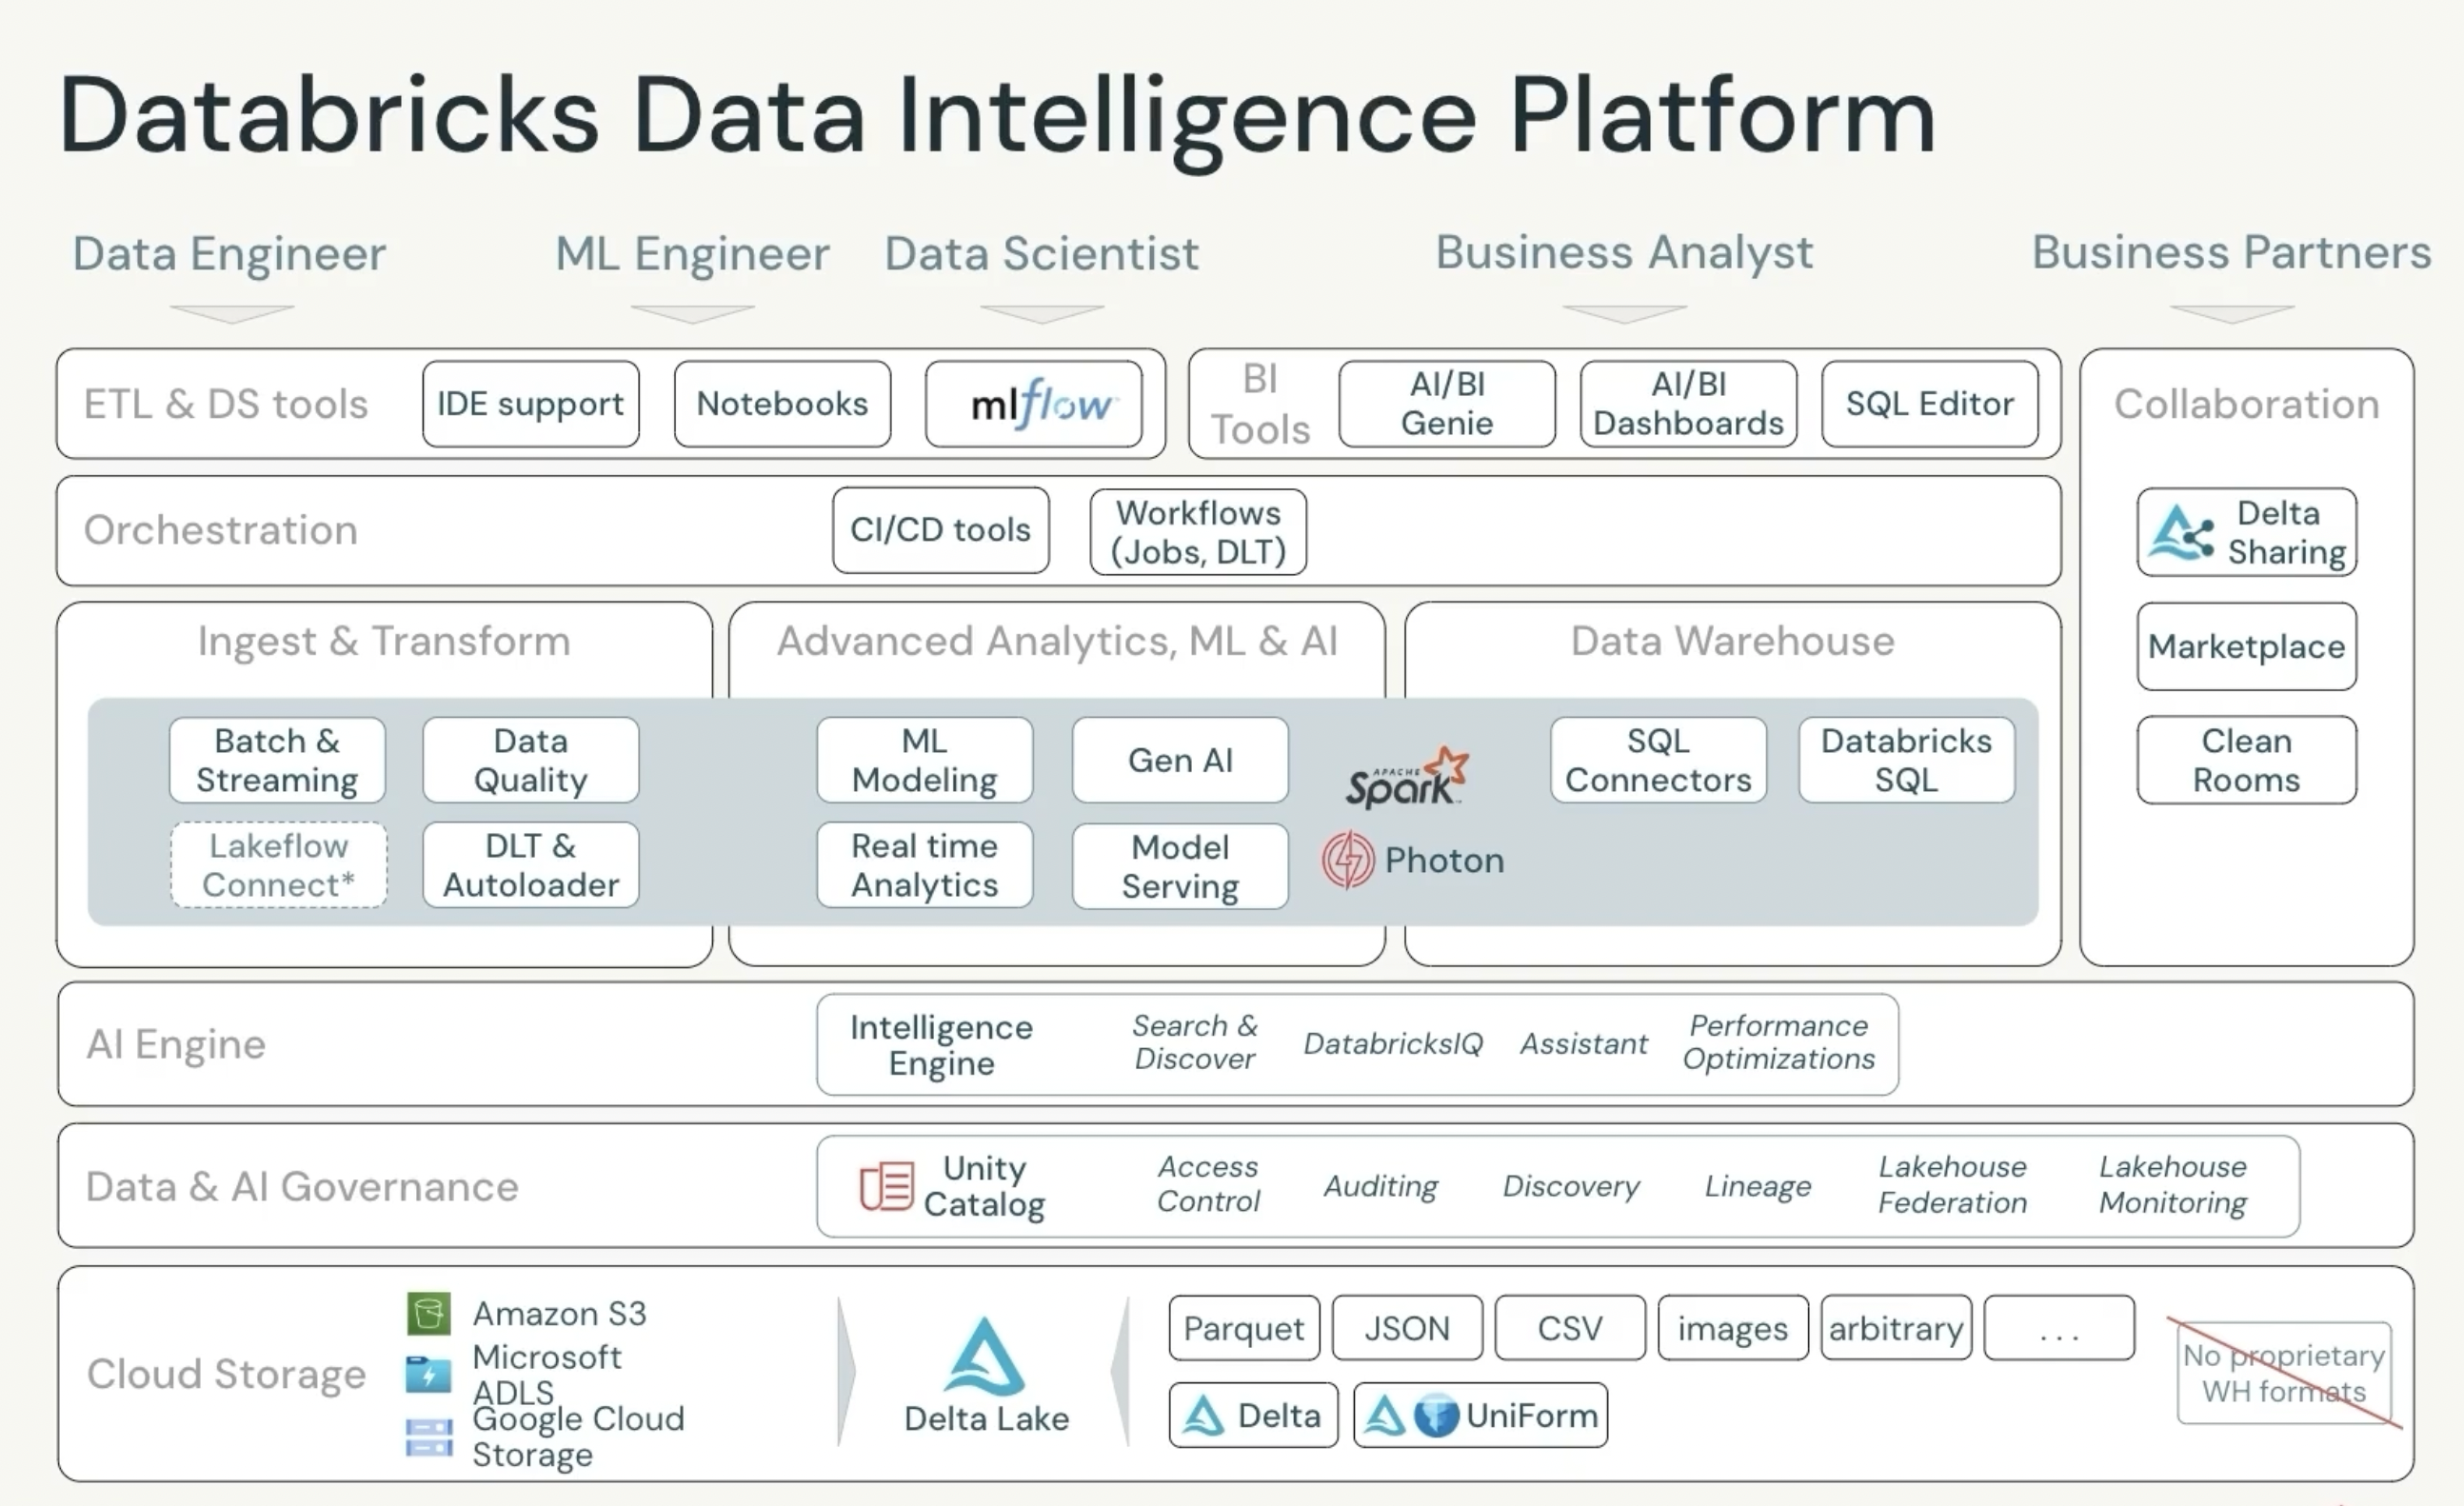 Databricks Data Intelligence Platform
Data Engineer
ML Engineer
Data Scientist
Business Analyst
Business Partners
ETL & DS tools
IDE support
Notebooks
mlflow
BI
Tools
AI/BI
Genie
AI/BI
Dashboards
SQL Editor
Collaboration
Delta
Sharing
Marketplace
Clean
Rooms
Orchestration
CI/CD tools
Workflows
(Jobs, DLT)
Ingest & Transform
Batch &
Streaming
Data
Quality
Lakeflow
Connect*
DLT &
Autoloader
Advanced Analytics, ML & AI
ML
Modeling
Gen AI
Real time
Analytics
Model
Serving
APACHE
Spark™
Photon
Data Warehouse
SQL
Connectors
Databricks
SQL
AI Engine
Intelligence
Engine
Search &
Discover
DatabricksIQ
Assistant
Performance
Optimizations
Data & AI Governance
Unity
Catalog
Access
Control
Auditing
Discovery
Lineage
Lakehouse
Federation
Lakehouse
Monitoring
Cloud Storage
Amazon S3
Microsoft
ADLS
Google Cloud
Storage
Delta Lake
Parquet
JSON
CSV
images
arbitrary
...
Delta
UniForm
No proprietary
WH formats